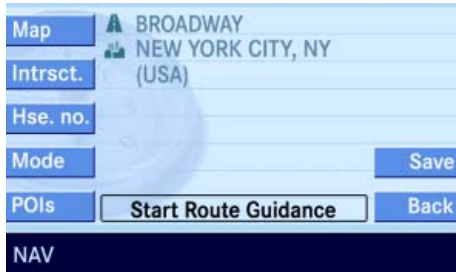 Map
BROADWAY
NEW YORK CITY, NY
Intrsct.
(USA)
Hse. no.
Mode
Save
POIs
Start Route Guidance
Back
NAV